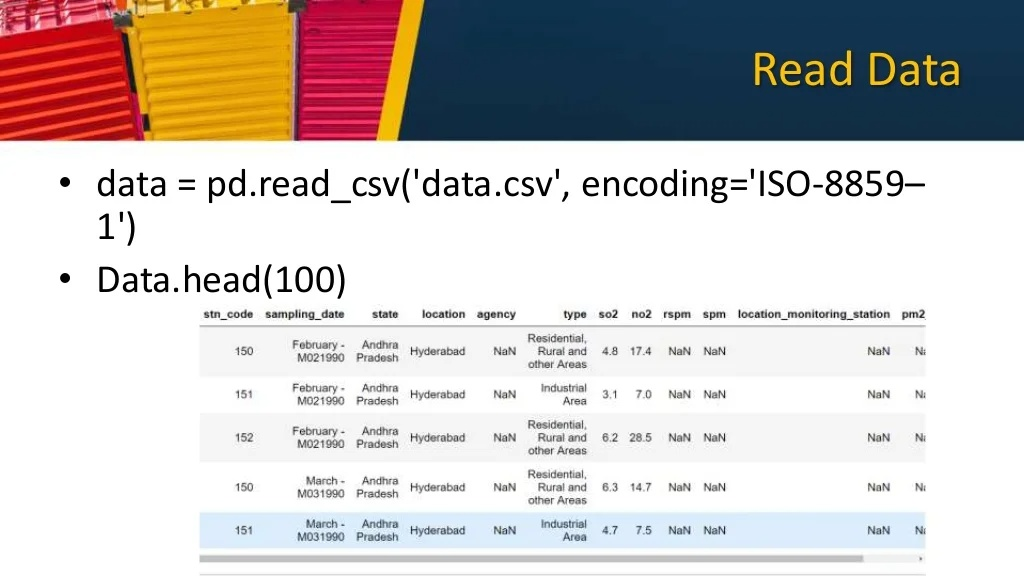 Read Data
• data = pd.read_csv('data.csv', encoding='ISO-8859–
1')
• Data.head(100)
stn_code sampling_date state location agency type so2 no2 rspm spm location_monitoring_station pm2_
150 February - M021990 Andhra Pradesh Hyderabad NaN Residential, Rural and other Areas 4.8 17.4 NaN NaN NaN Na
151 February - M021990 Andhra Pradesh Hyderabad NaN Industrial Area 3.1 7.0 NaN NaN NaN Na
152 February - M021990 Andhra Pradesh Hyderabad NaN Residential, Rural and other Areas 6.2 28.5 NaN NaN NaN Na
150 March - M031990 Andhra Pradesh Hyderabad NaN Residential, Rural and other Areas 6.3 14.7 NaN NaN NaN Na
151 March - M031990 Andhra Pradesh Hyderabad NaN Industrial Area 4.7 7.5 NaN NaN NaN Na